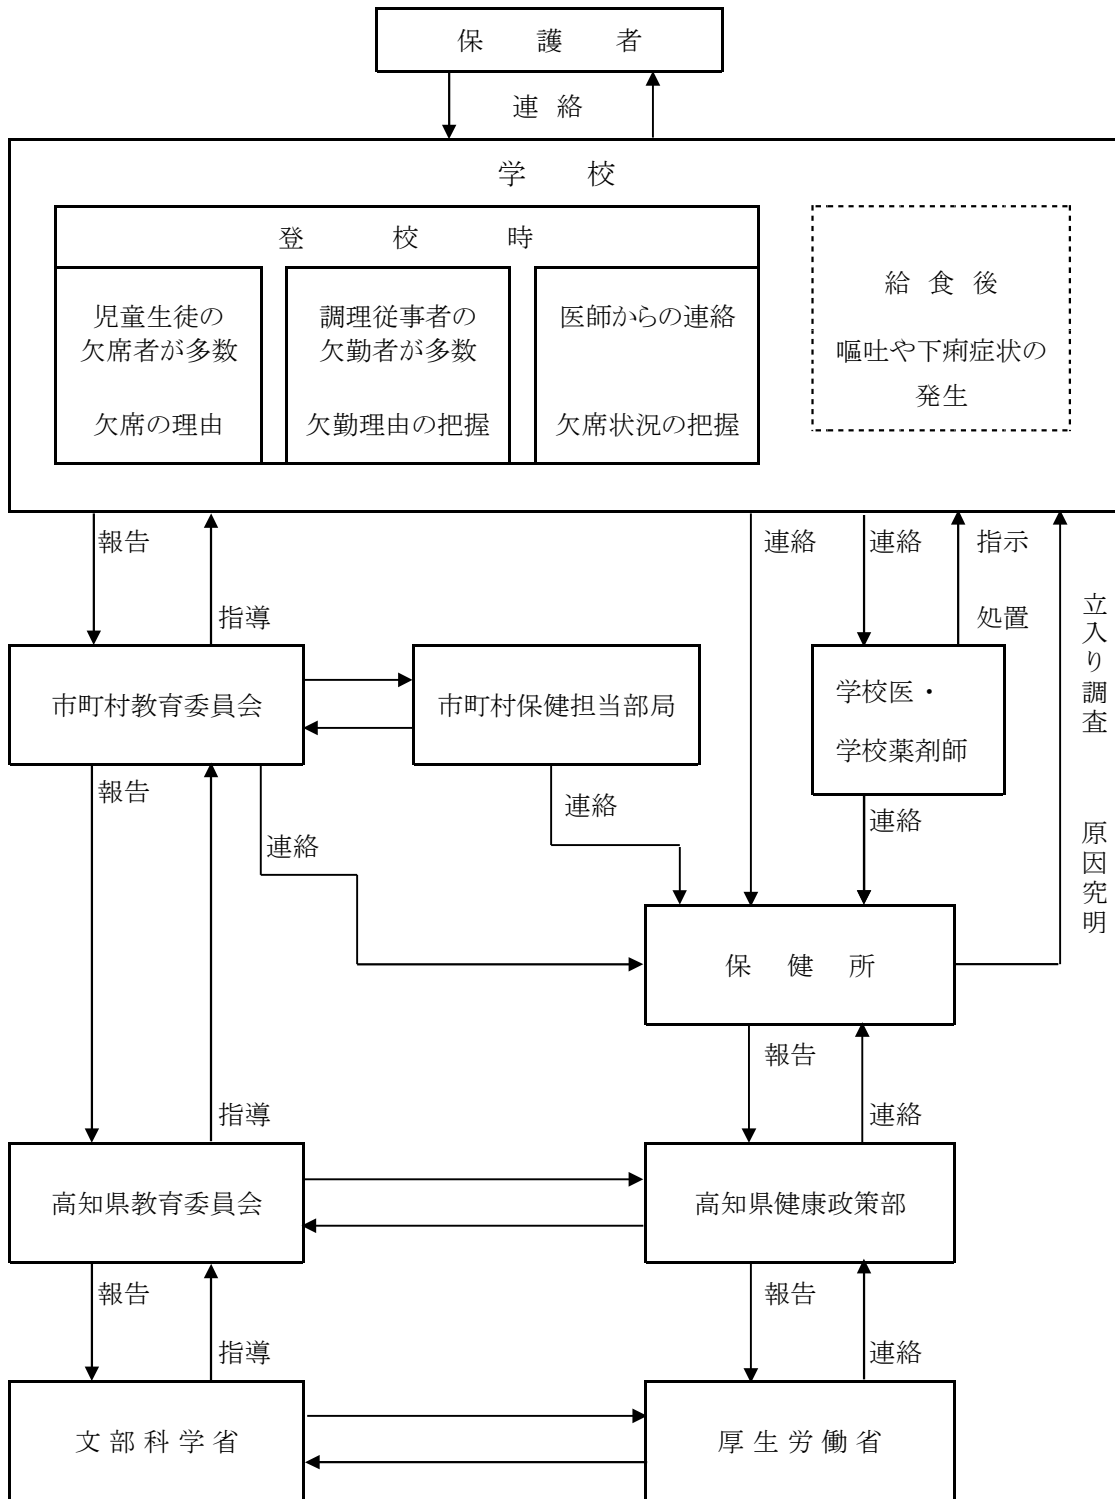 保護者
連絡
学校
登校時
児童生徒の
欠席者が多数
欠席の理由
調理従事者の
欠勤者が多数
欠勤理由の把握
医師からの連絡
欠席状況の把握
給食後
嘔吐や下痢症状の
発生
報告
指導
連絡
連絡
指示
処置
立入り調査
原因究明
市町村教育委員会
市町村保健担当部局
学校医・
学校薬剤師
報告
連絡
連絡
連絡
保健所
指導
報告
連絡
高知県教育委員会
高知県健康政策部
報告
指導
報告
連絡
文部科学省
厚生労働省